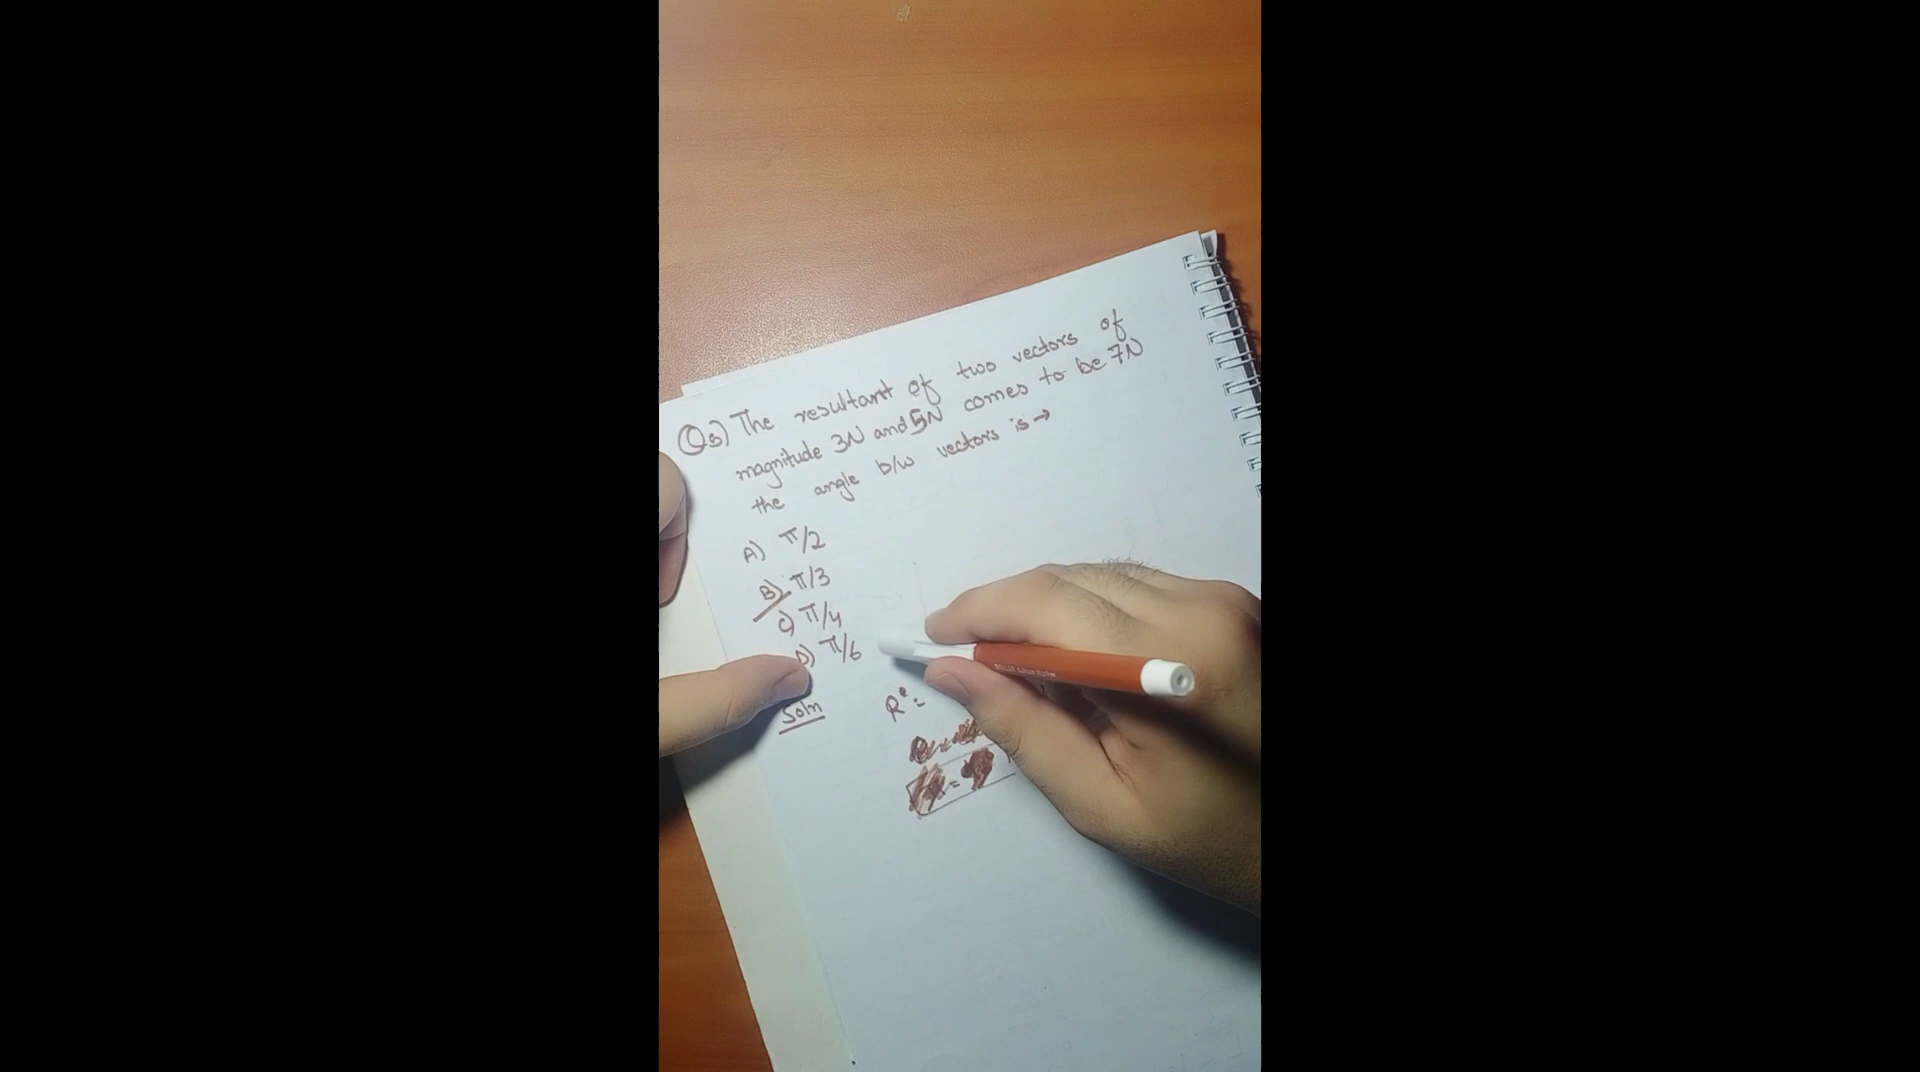 Q3) The resultant of two vectors of
magnitude 3N and 5N comes to be 7N
the angle b/w vectors is →
A) π/2
B) π/3
C) π/4
D) π/6
Soln
R² =